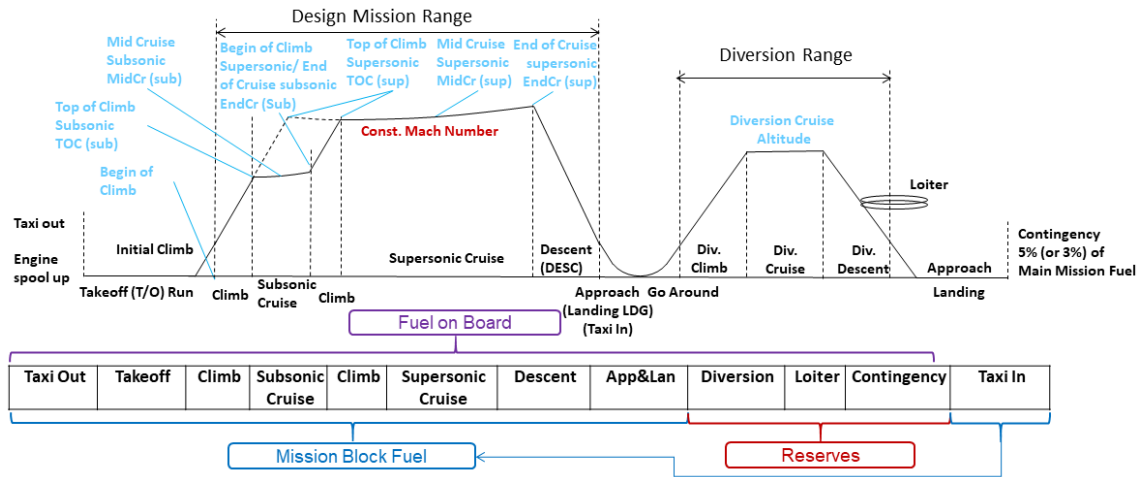 Design Mission Range
Diversion Range
Mid Cruise
Subsonic
MidCr (sub)
Begin of Climb
Supersonic/ End
of Cruise subsonic
EndCr (Sub)
Top of Climb
Supersonic
TOC (sup)
Mid Cruise
Supersonic
MidCr (sup)
End of Cruise
supersonic
EndCr (sup)
Top of Climb
Subsonic
TOC (sub)
Const. Mach Number
Diversion Cruise
Altitude
Begin of
Climb
Loiter
Taxi out
Engine
spool up
Initial Climb
Takeoff (T/O) Run
Climb
Subsonic
Cruise
Climb
Supersonic Cruise
Descent
(DESC)
Approach
(Landing LDG)
(Taxi In)
Go Around
Div.
Climb
Div.
Cruise
Div.
Descent
Approach
Landing
Contingency
5% (or 3%) of
Main Mission Fuel
Fuel on Board
Taxi Out
Takeoff
Climb
Subsonic
Cruise
Climb
Supersonic
Cruise
Descent
App&Lan
Diversion
Loiter
Contingency
Taxi In
Mission Block Fuel
Reserves